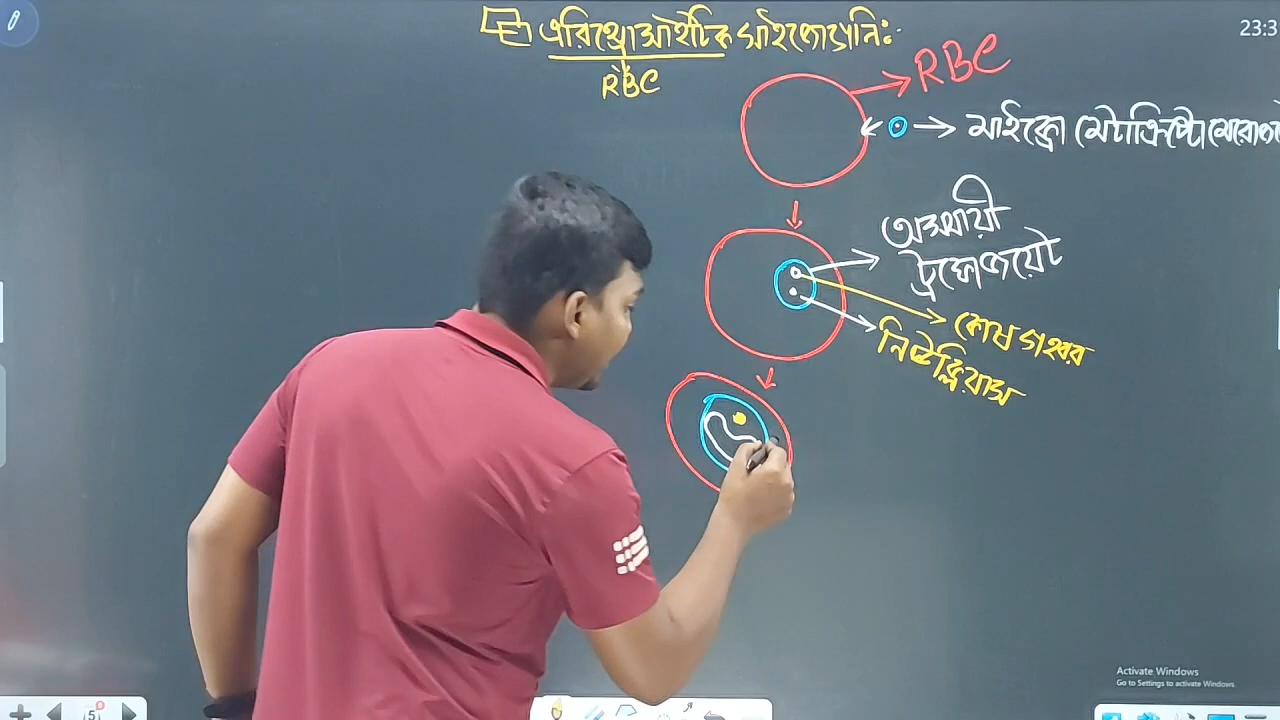 এরিথ্রোসাইটিক সাইজোগনি:
RBC
23:3
RBC
মাইক্রো মেটাক্রিপ্টোমেরোজ
অস্থায়ী
ট্রফোজয়েট
কোষ গহ্বর
নিউক্লিয়াস
Activate Windows
Go to Settings to activate Windows.
5